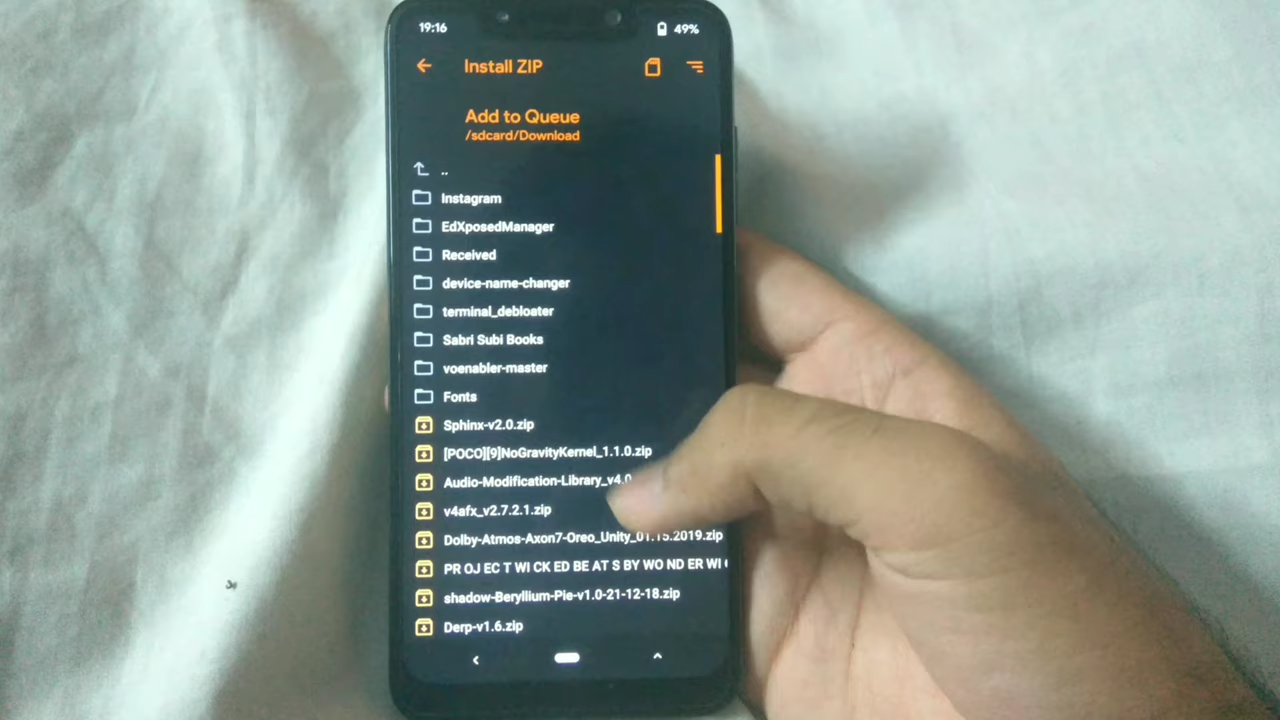 19:16 49%
Install ZIP
Add to Queue
/sdcard/Download
..
Instagram
EdXposedManager
Received
device-name-changer
terminal_debloater
Sabri Subi Books
voenabler-master
Fonts
Sphinx-v2.0.zip
[POCO][9]NoGravityKernel_1.1.0.zip
Audio-Modification-Library_v4.0
v4afx_v2.7.2.1.zip
Dolby-Atmos-Axon7-Oreo_Unity_01.15.2019.zip
PR OJ EC T WI CK ED BE AT S BY WO ND ER WI
shadow-Beryllium-Pie-v1.0-21-12-18.zip
Derp-v1.6.zip